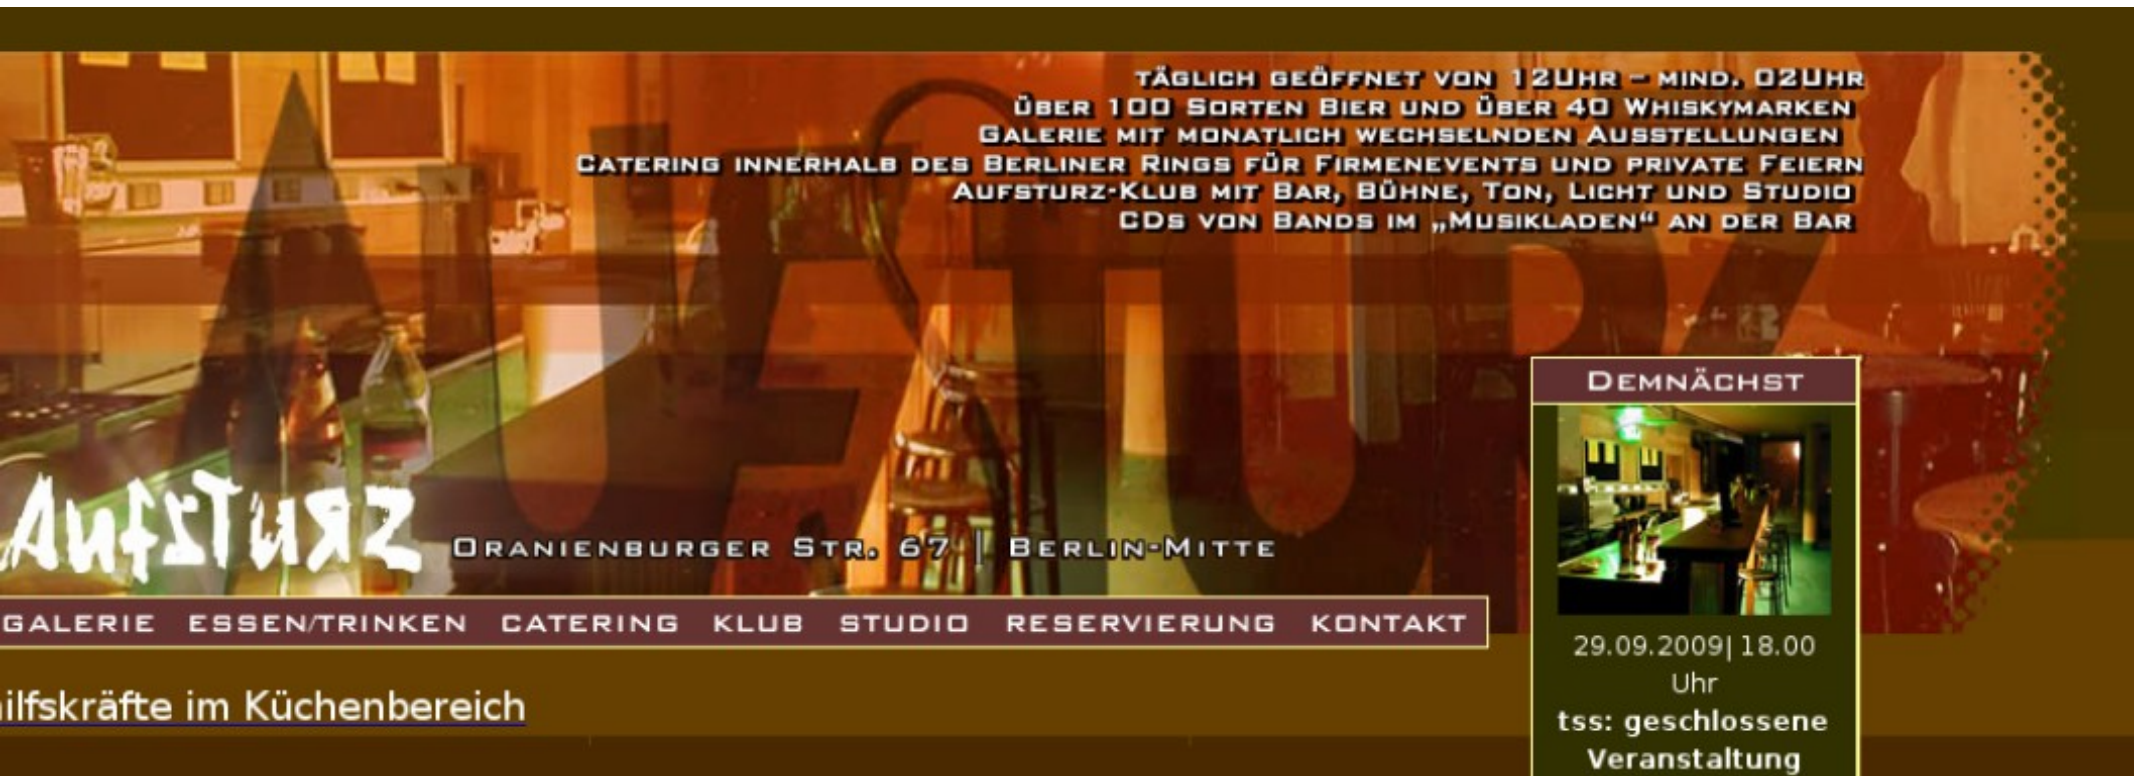 TÄGLICH GEÖFFNET VON 12UHR – MIND. 02UHR
ÜBER 100 SORTEN BIER UND ÜBER 40 WHISKYMARKEN
GALERIE MIT MONATLICH WECHSELNDEN AUSSTELLUNGEN
CATERING INNERHALB DES BERLINER RINGS FÜR FIRMENEVENTS UND PRIVATE FEIERN
AUFSTURZ-KLUB MIT BAR, BÜHNE, TON, LICHT UND STUDIO
CDS VON BANDS IM „MUSIKLADEN“ AN DER BAR
AUFSTURZ
DEMNÄCHST
AufsTuRz
ORANIENBURGER STR. 67 | BERLIN-MITTE
GALERIE ESSEN/TRINKEN CATERING KLUB STUDIO RESERVIERUNG KONTAKT
29.09.2009| 18.00
Uhr
tss: geschlossene
Veranstaltung
hilfskräfte im Küchenbereich